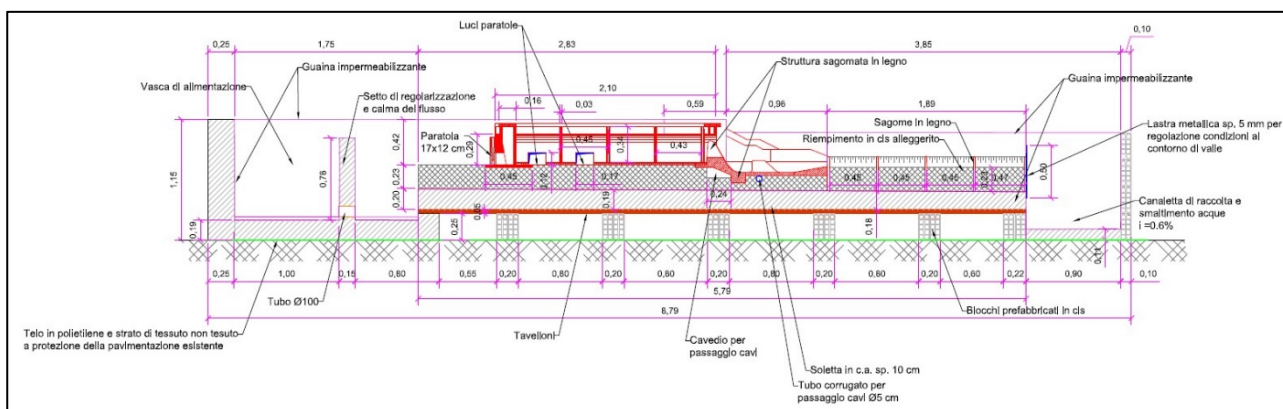 Luci paratoie
0,10
0,25
1,75
2,83
3,85
Guaina impermeabilizzante
Struttura sagomata in legno
Guaina impermeabilizzante
Vasca di alimentazione
Setto di regolarizzazione
e calma del flusso
2,10
0,16
0,03
0,59
0,96
1,89
Sagome in legno
Riempimento in cls alleggerito
Lastra metallica sp, 5 mm per
regolazione condizioni al
contorno di valle
Paratoia
17x12 cm
0,42
0,29
0,45
0,34
0,43
0,50
1,15
0,78
0,23
0,45
0,12
0,17
0,24
0,45
0,45
0,45
0,23
0,47
0,20
0,19
0,05
0,25
0,18
0,19
Canaletta di raccolta e
smaltimento acque
i =0.6%
0,11
0,25
1,00
0,15
0,80
0,55
0,20
0,80
0,20
0,80
0,20
0,80
0,20
0,60
0,20
0,60
0,22
0,90
0,10
5,79
8,79
Tubo Ø100
Blocchi prefabbricati in cls
Telo in polietilene e strato di tessuto non tesuto
a protezione della pavimentazione esistente
Tavelloni
Cavedio per
passaggio cavi
Soletta in c.a. sp. 10 cm
Tubo corrugato per
passaggio cavi Ø5 cm